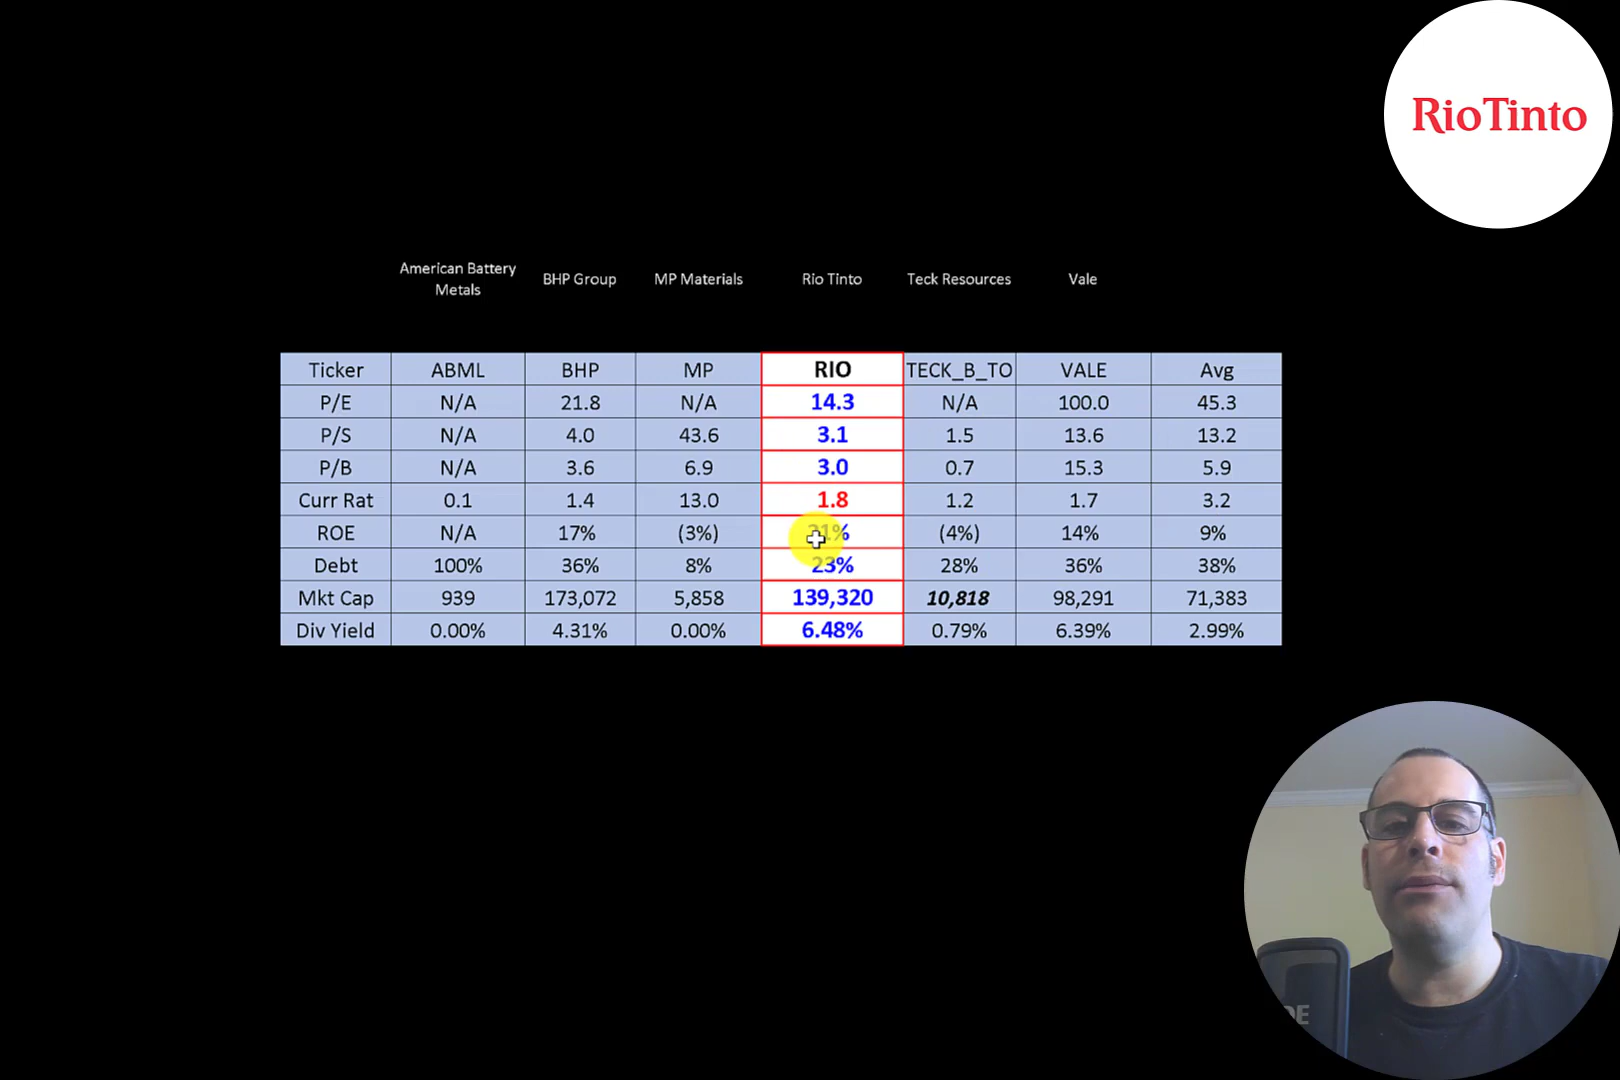 RioTinto
American Battery Metals BHP Group MP Materials Rio Tinto Teck Resources Vale
Ticker ABML BHP MP RIO TECK_B_TO VALE Avg
P/E N/A 21.8 N/A 14.3 N/A 100.0 45.3
P/S N/A 4.0 43.6 3.1 1.5 13.6 13.2
P/B N/A 3.6 6.9 3.0 0.7 15.3 5.9
Curr Rat 0.1 1.4 13.0 1.8 1.2 1.7 3.2
ROE N/A 17% (3%) 21% (4%) 14% 9%
Debt 100% 36% 8% 23% 28% 36% 38%
Mkt Cap 939 173,072 5,858 139,320 10,818 98,291 71,383
Div Yield 0.00% 4.31% 0.00% 6.48% 0.79% 6.39% 2.99%